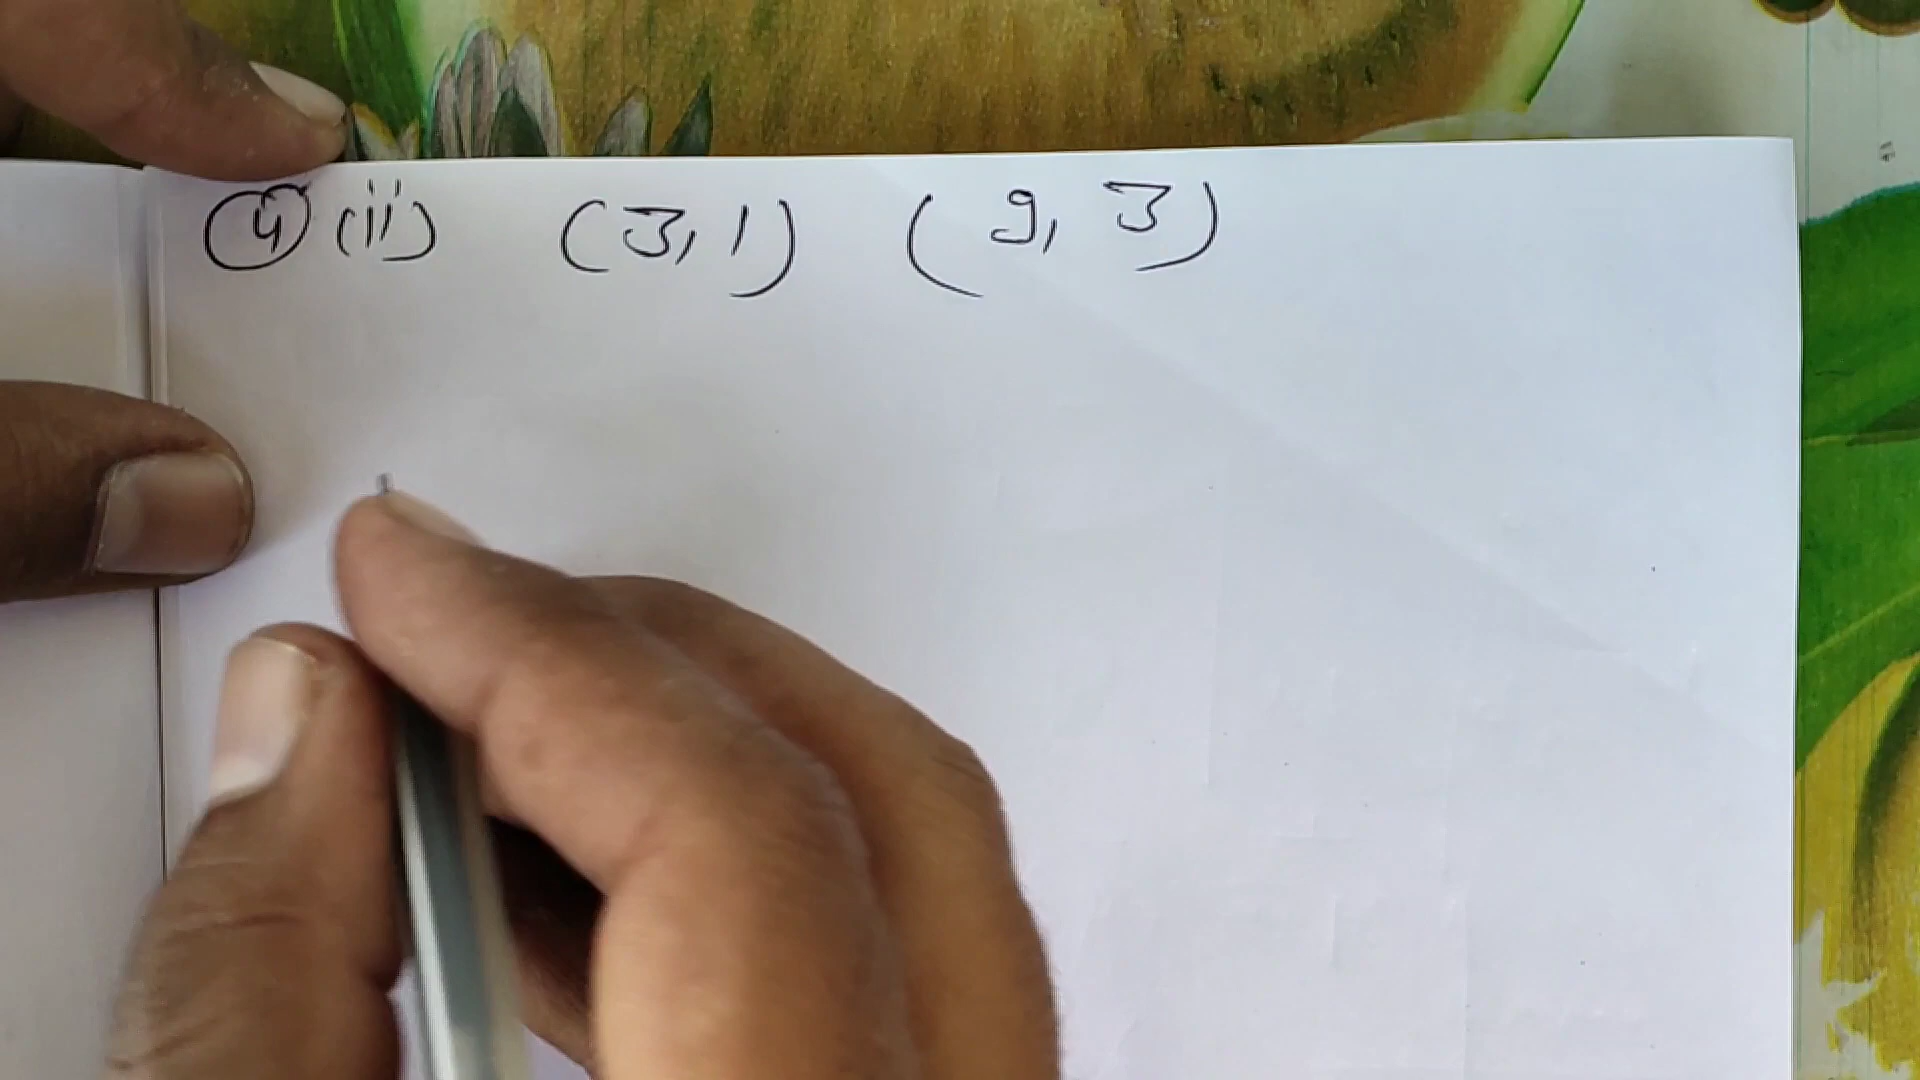 ④ (ii) (3, 1) (9, 3)